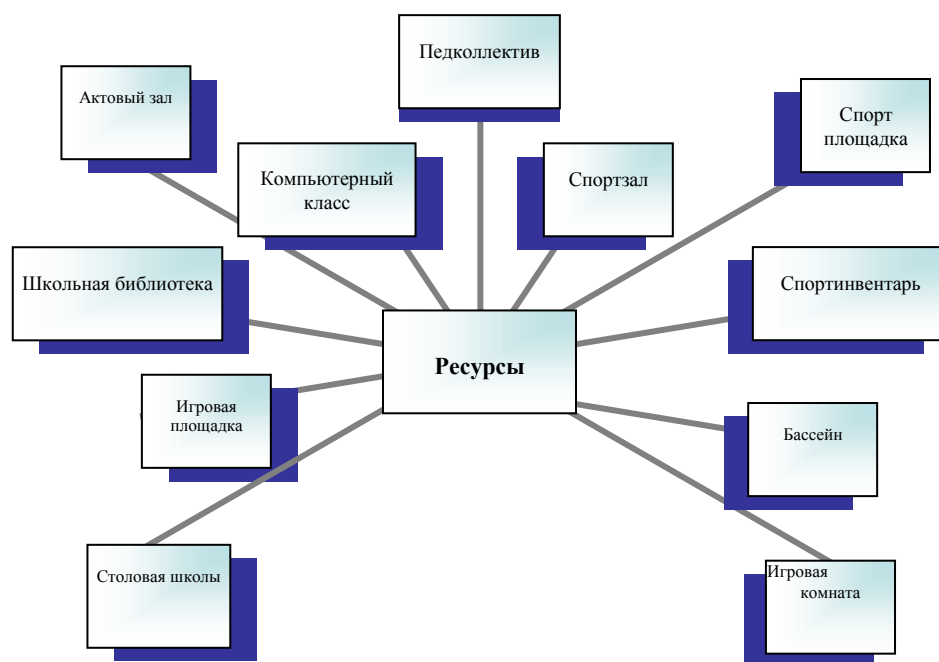 Педколлектив
Актовый зал
Спорт
площадка
Компьютерный
класс
Спортзал
Школьная библиотека
Спортинвентарь
Ресурсы
Игровая
площадка
Бассейн
Столовая школы
Игровая
комната